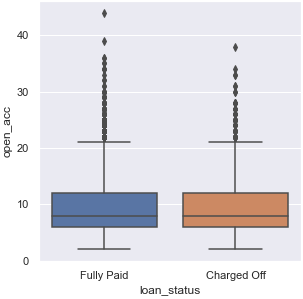 40
30
20
10
0
open_acc
Fully Paid
Charged Off
loan_status